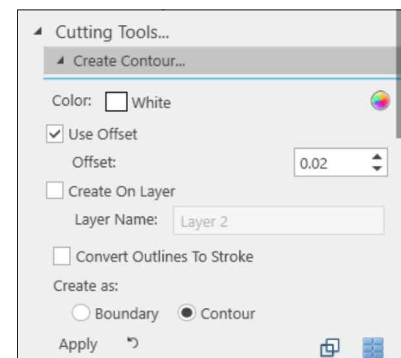 Cutting Tools...
Create Contour...
Color: White
Use Offset
Offset: 0.02
Create On Layer
Layer Name: Layer 2
Convert Outlines To Stroke
Create as:
Boundary Contour
Apply